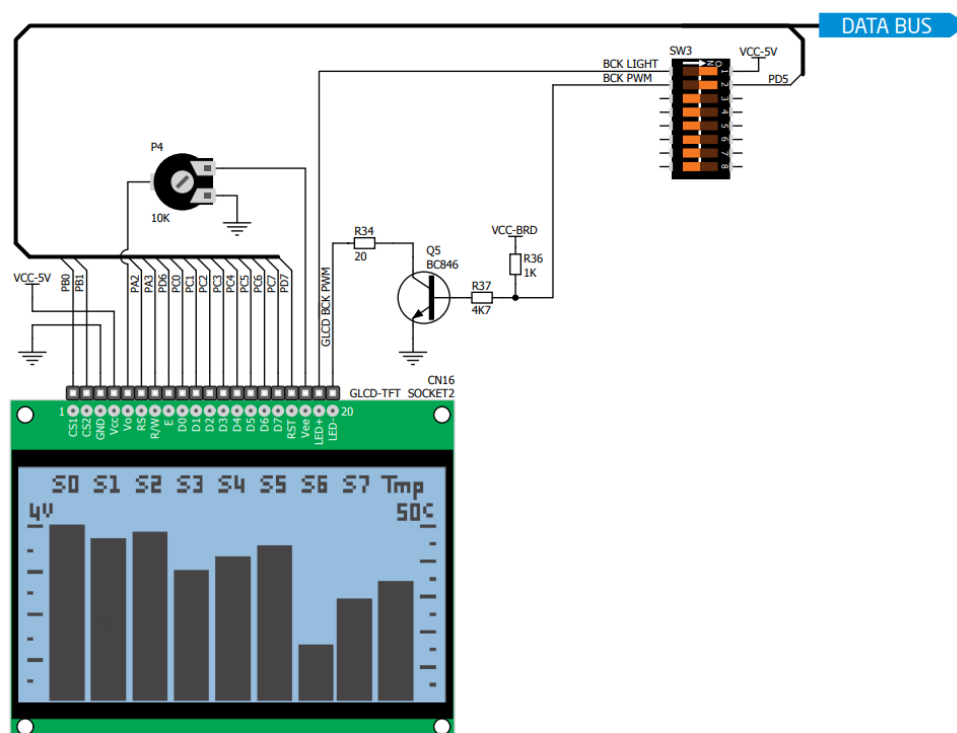 DATA BUS
SW3
VCC-5V
BCK LIGHT
BCK PWM
PD5
O
N
1
2
3
4
5
6
7
8
P4
10K
R34
20
Q5
BC846
VCC-BRD
R36
1K
R37
4K7
VCC-5V
PB0
PB1
PA2
PA3
PD6
PC0
PC1
PC2
PC3
PC4
PC5
PC6
PC7
PD7
GLCD BCK PWM
CN16
GLCD-TFT SOCKET2
1
20
CS1
CS2
GND
Vcc
Vo
RS
R/W
E
D0
D1
D2
D3
D4
D5
D6
D7
RST
Vee
LED+
LED-
S0 S1 S2 S3 S4 S5 S6 S7 Tmp
4V 50C